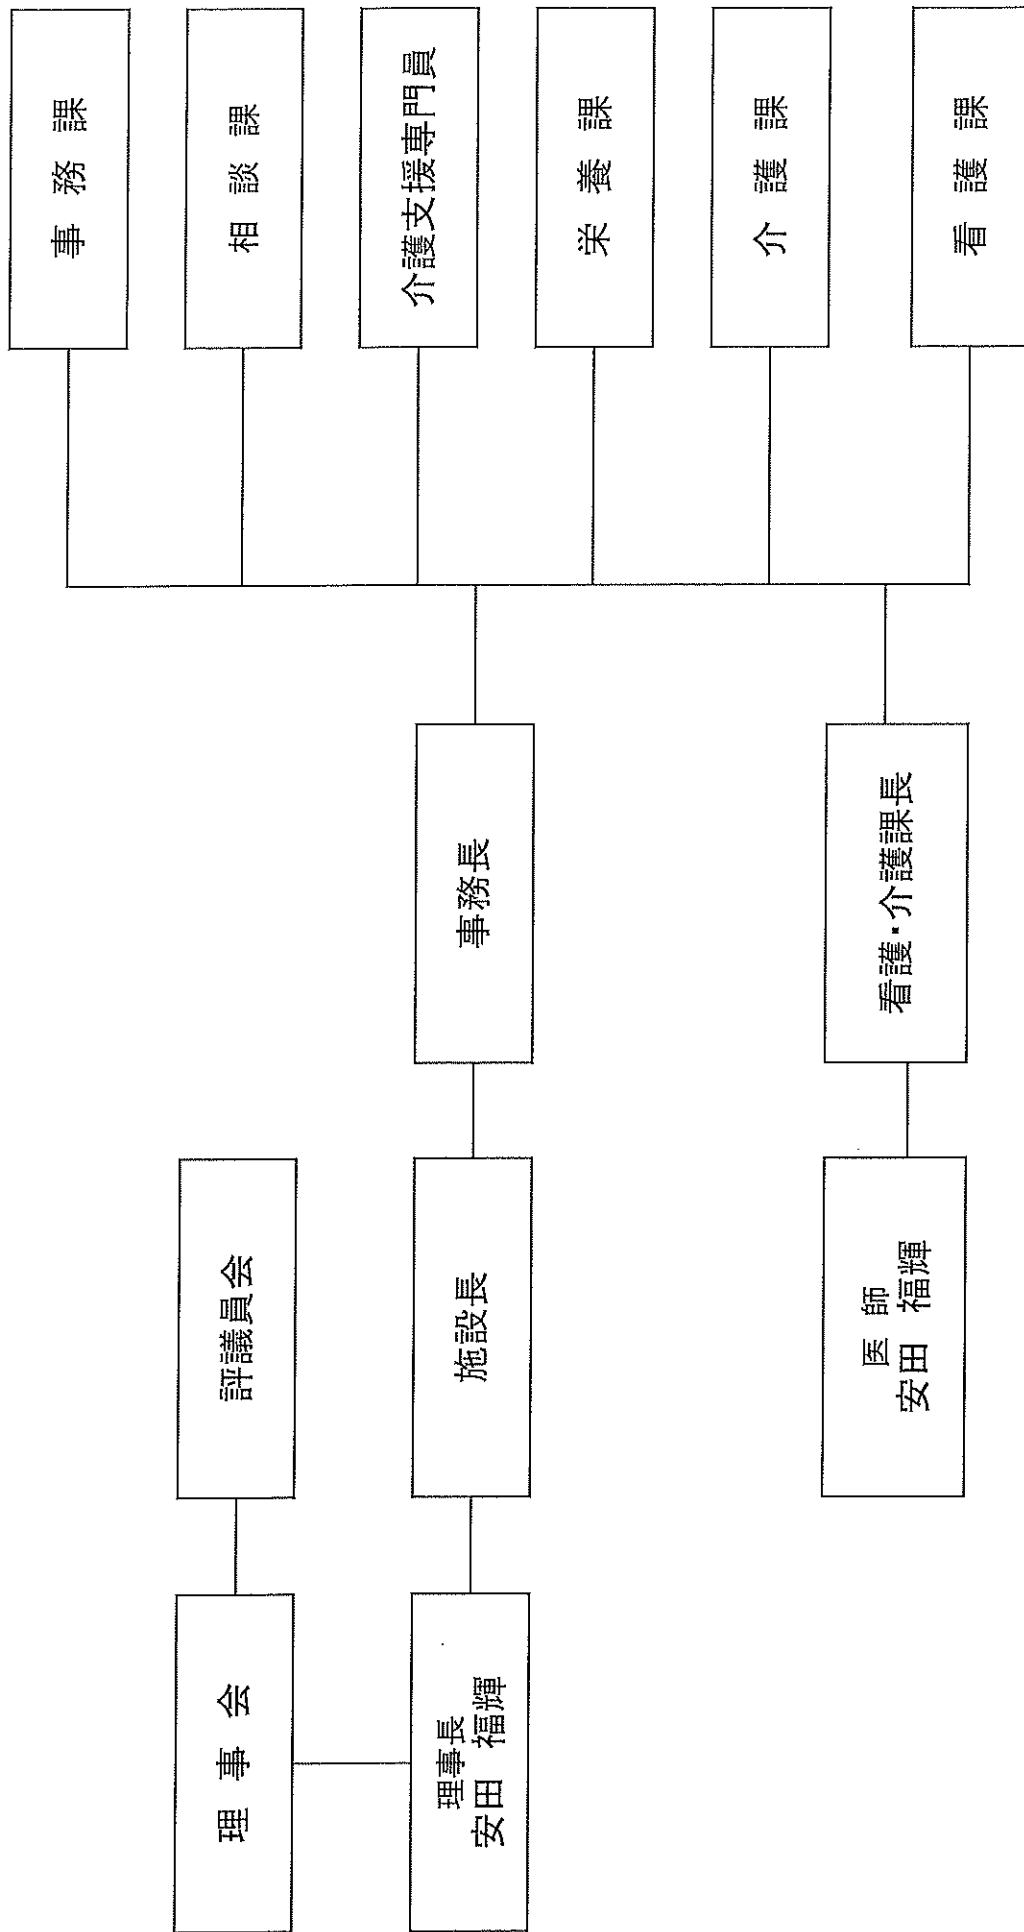 理 事 会
評議員会
理事長
安田 福輝
施設長
事務長
医 師
安田 福輝
看護・介護課長
事 務 課
相 談 課
介護支援専門員
栄 養 課
介 護 課
看 護 課